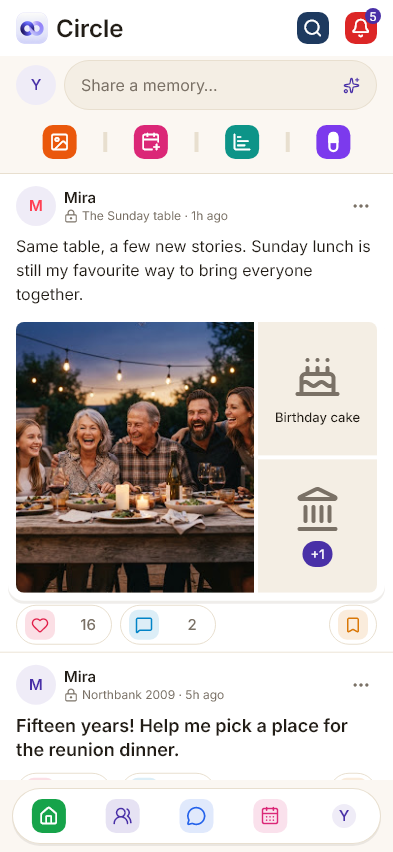 Circle
5
Y
Share a memory...
M
Mira
The Sunday table · 1h ago
Same table, a few new stories. Sunday lunch is
still my favourite way to bring everyone
together.
Birthday cake
+1
16
2
M
Mira
Northbank 2009 · 5h ago
Fifteen years! Help me pick a place for
the reunion dinner.
Y